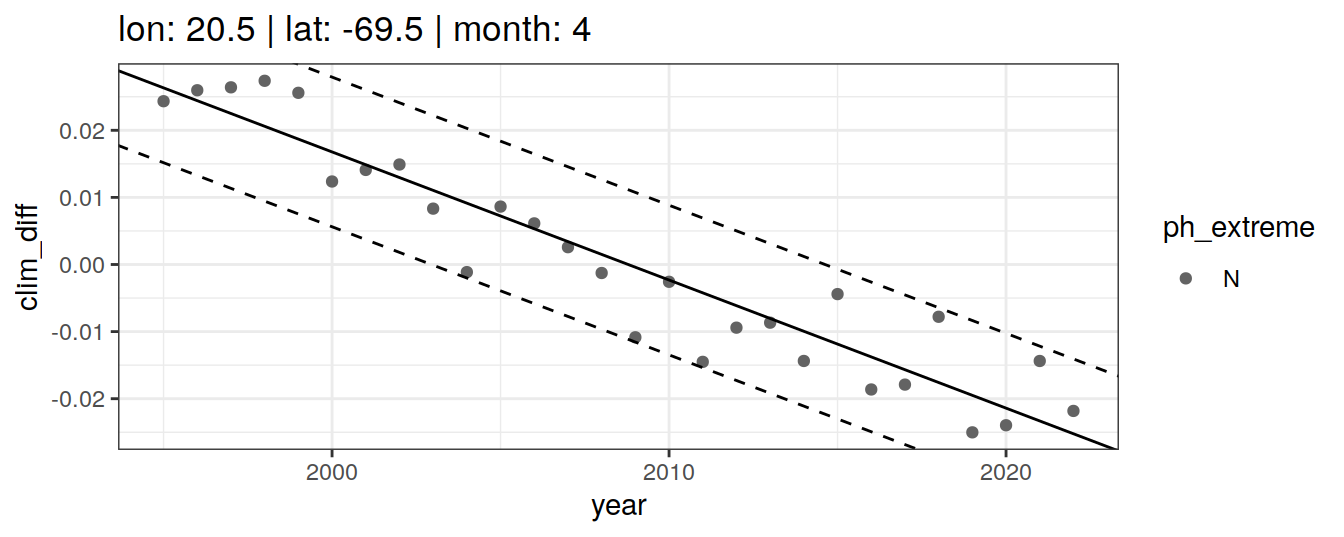 lon: 20.5 | lat: -69.5 | month: 4
clim_diff
0.02
0.01
0.00
-0.01
-0.02
2000 2010 2020
year
ph_extreme
N